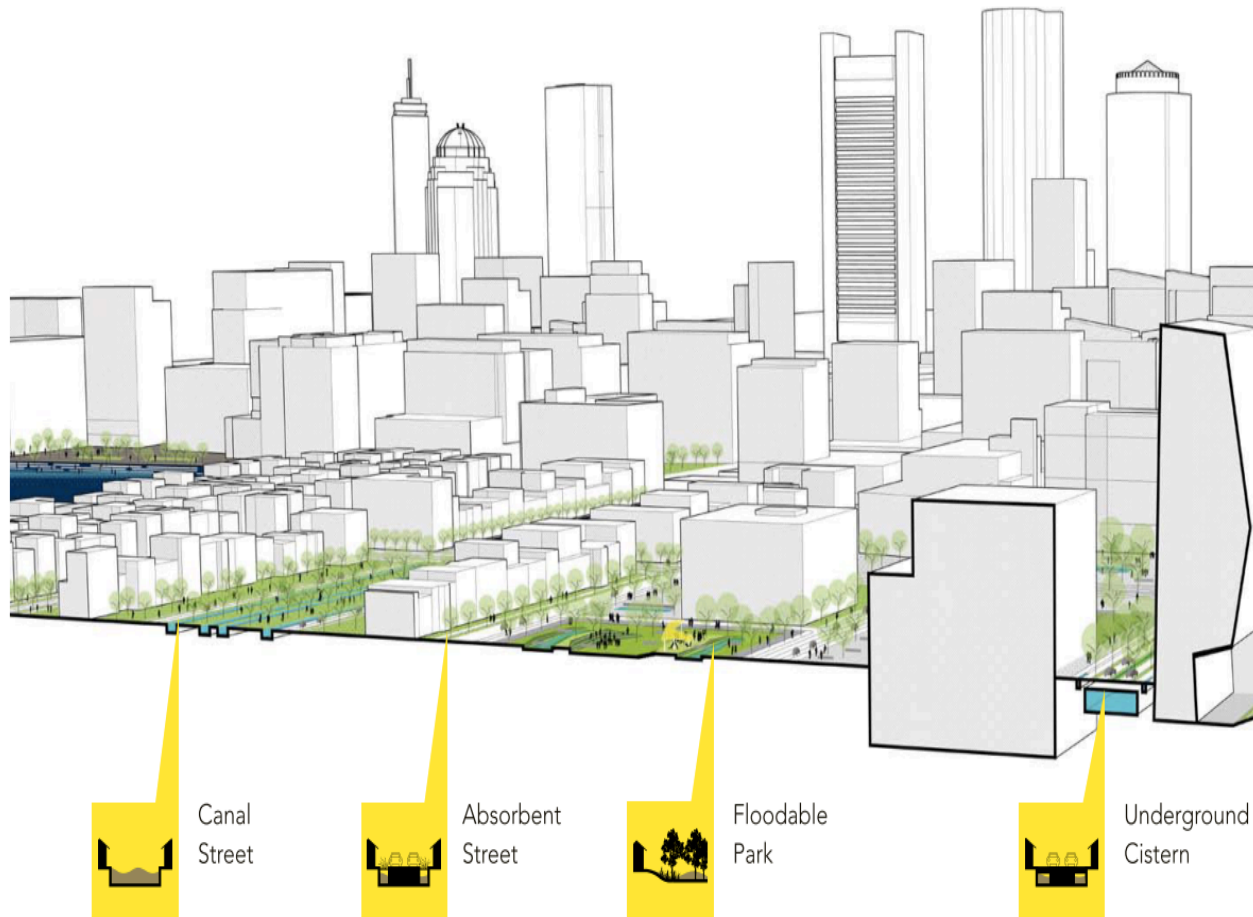 Canal
Street
Absorbent
Street
Floodable
Park
Underground
Cistern